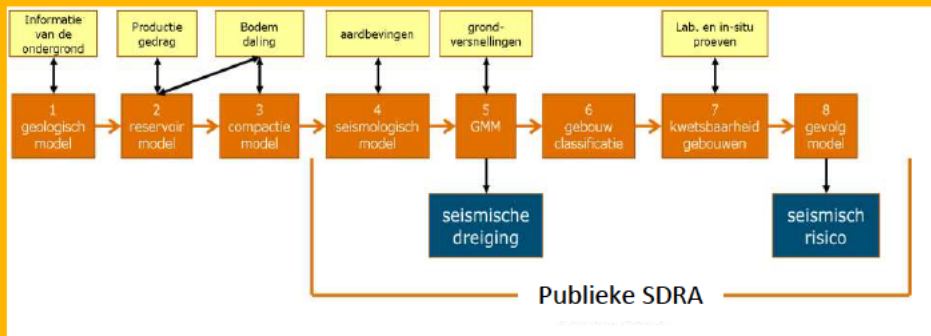 Informatie
van de
ondergrond
Productie
gedrag
Bodem
daling
aardbevingen
grond-
versnellingen
Lab. en in-situ
proeven
1
geologisch
model
2
reservoir
model
3
compactie
model
4
seismologisch
model
5
GMM
6
gebouw
classificatie
7
kwetsbaarheid
gebouwen
8
gevolg
model
seismische
dreiging
seismisch
risico
Publieke SDRA